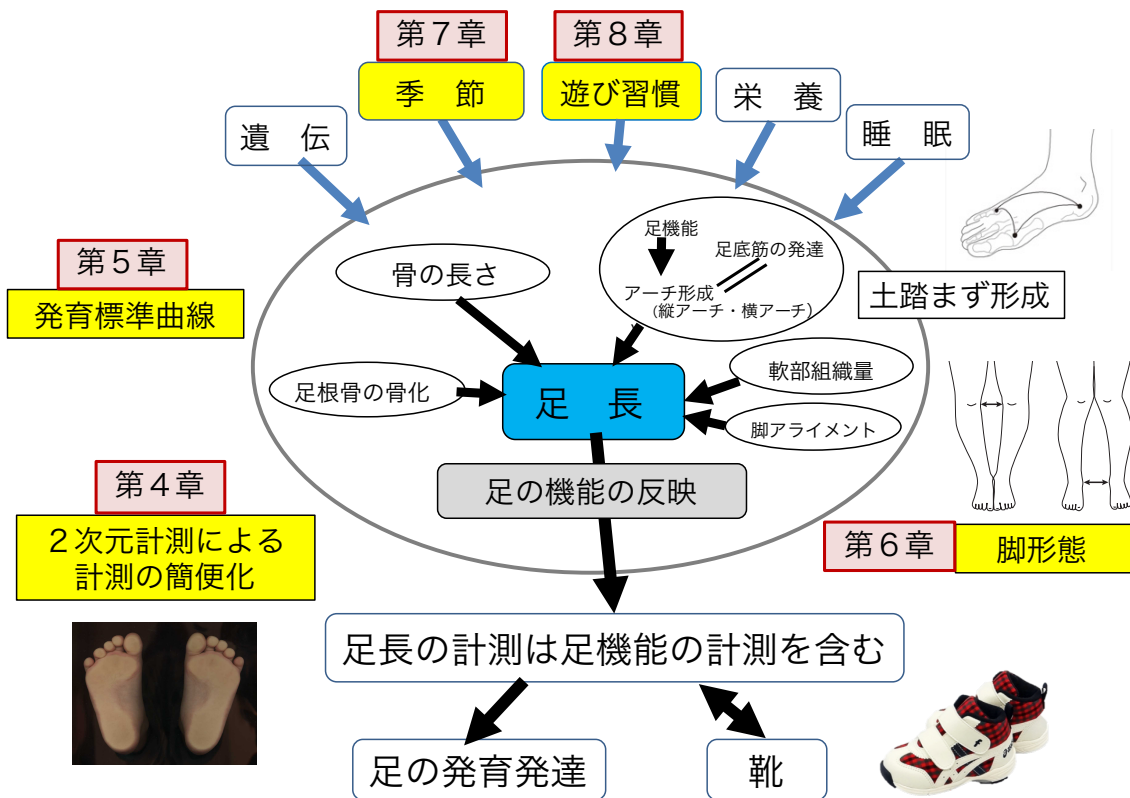 第７章
第８章
季　節
遊び習慣
栄　養
遺　伝
睡　眠
足機能
足底筋の発達
アーチ形成
（縦アーチ・横アーチ）
骨の長さ
第５章
発育標準曲線
土踏まず形成
足根骨の骨化
足　長
軟部組織量
脚アライメント
足の機能の反映
第４章
２次元計測による
計測の簡便化
第６章
脚形態
足長の計測は足機能の計測を含む
足の発育発達
靴